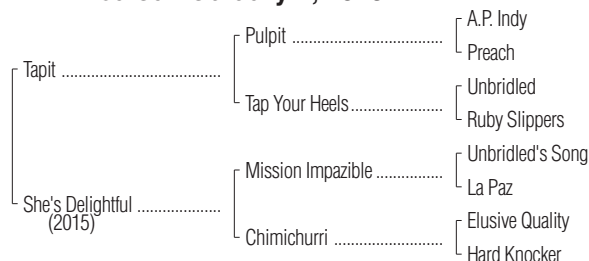 Pulpit
A.P. Indy
Preach
Tapit
Tap Your Heels
Unbridled
Ruby Slippers
Mission Impazible
Unbridled's Song
La Paz
She's Delightful
(2015)
Chimichurri
Elusive Quality
Hard Knocker